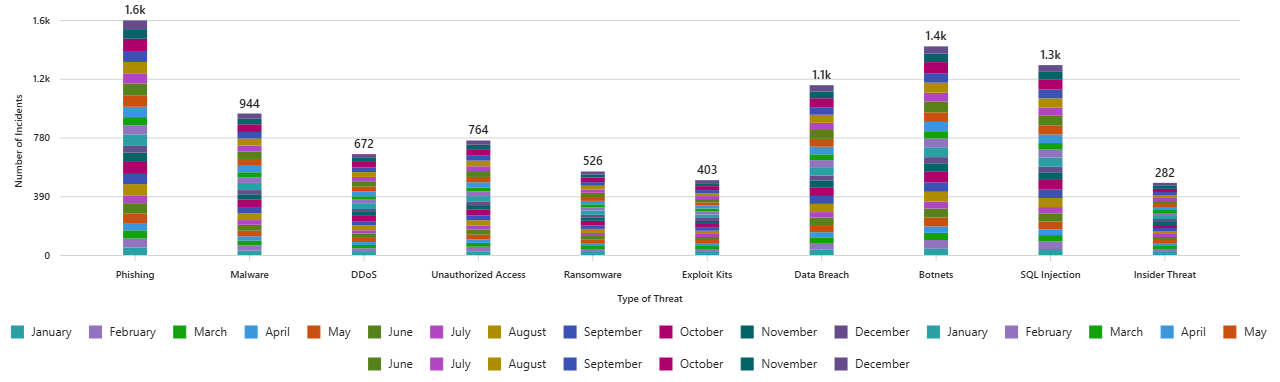 1.6k
1.6k
1.4k
1.3k
1.2k
1.1k
944
780
672
764
526
403
390
282
0
Number of Incidents
Phishing Malware DDoS Unauthorized Access Ransomware Exploit Kits Data Breach Botnets SQL Injection Insider Threat
Type of Threat
January February March April May June July August September October November December January February March April May
June July August September October November December